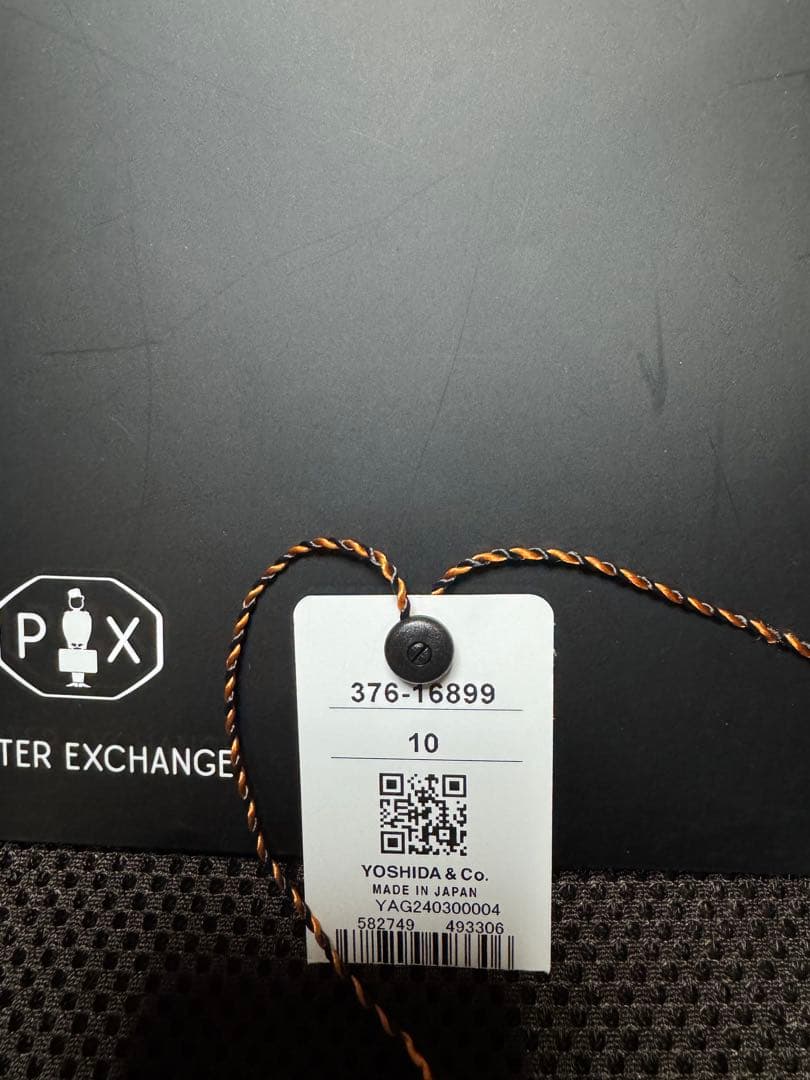 P X
TER EXCHANGE
376-16899
10
YOSHIDA & Co.
MADE IN JAPAN
YAG240300004
582749 493306